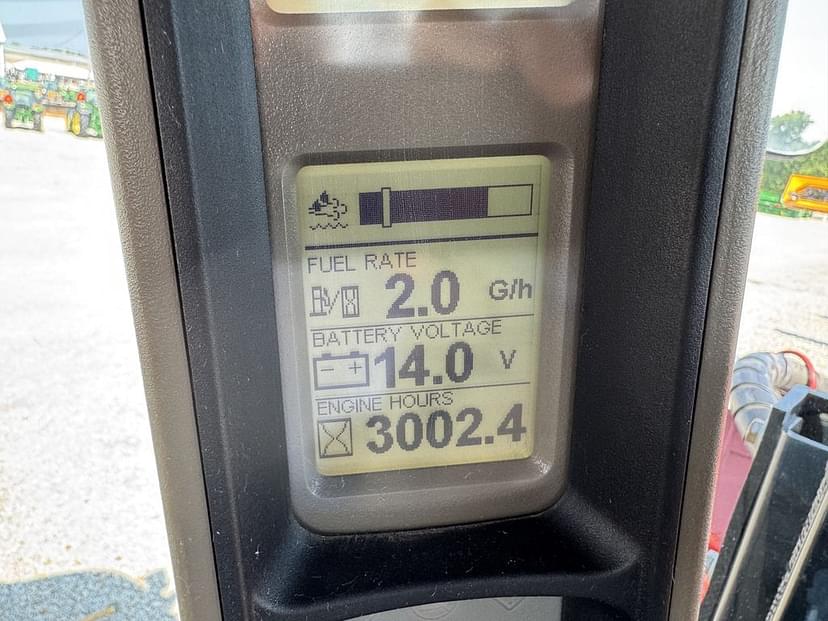 FUEL RATE
2.0 G/h
BATTERY VOLTAGE
- + 14.0 V
ENGINE HOURS
3002.4